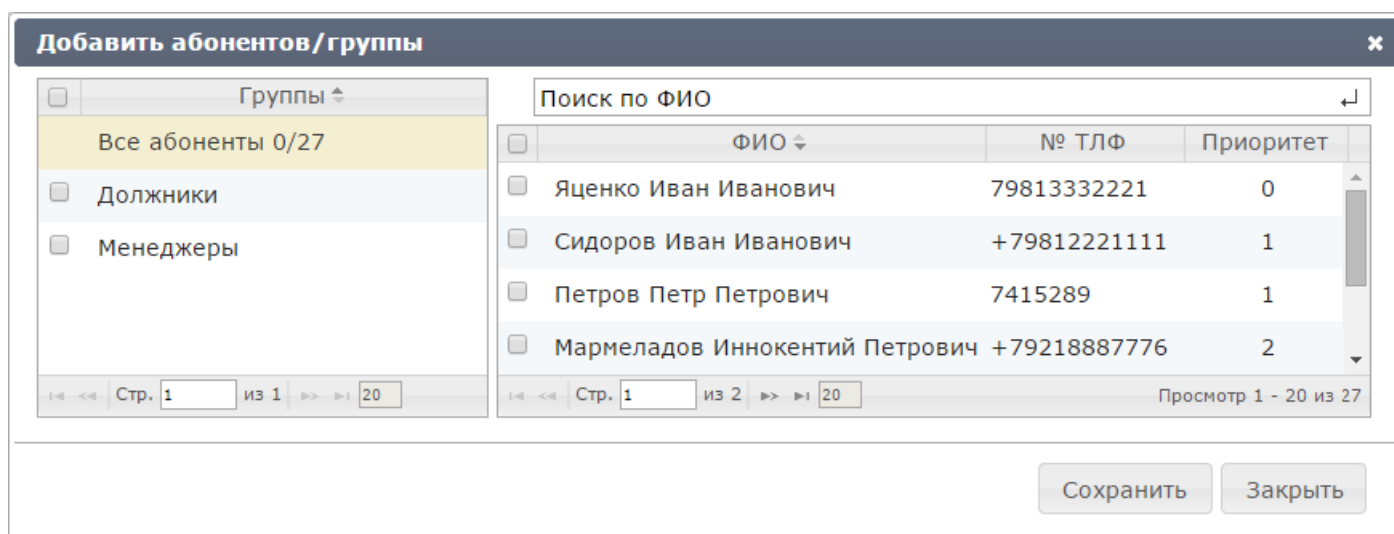 Добавить абонентов/группы
Группы
Все абоненты 0/27
Должники
Менеджеры
Стр. 1 из 1 20
Поиск по ФИО
ФИО № ТЛФ Приоритет
Яценко Иван Иванович 79813332221 0
Сидоров Иван Иванович +79812221111 1
Петров Петр Петрович 7415289 1
Мармеладов Иннокентий Петрович +79218887776 2
Стр. 1 из 2 20 Просмотр 1 - 20 из 27
Сохранить Закрыть